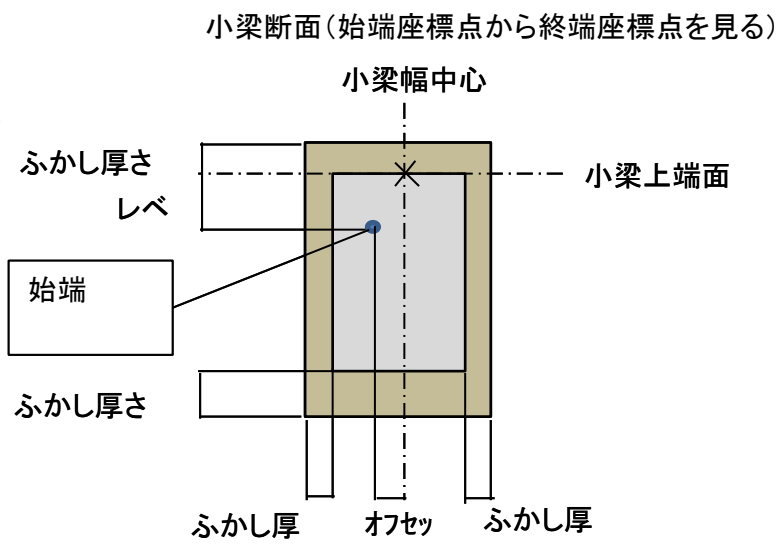 小梁断面（始端座標点から終端座標点を見る）
小梁幅中心
ふかし厚さ
小梁上端面
レベ
始端
ふかし厚さ
ふかし厚
オフセッ
ふかし厚